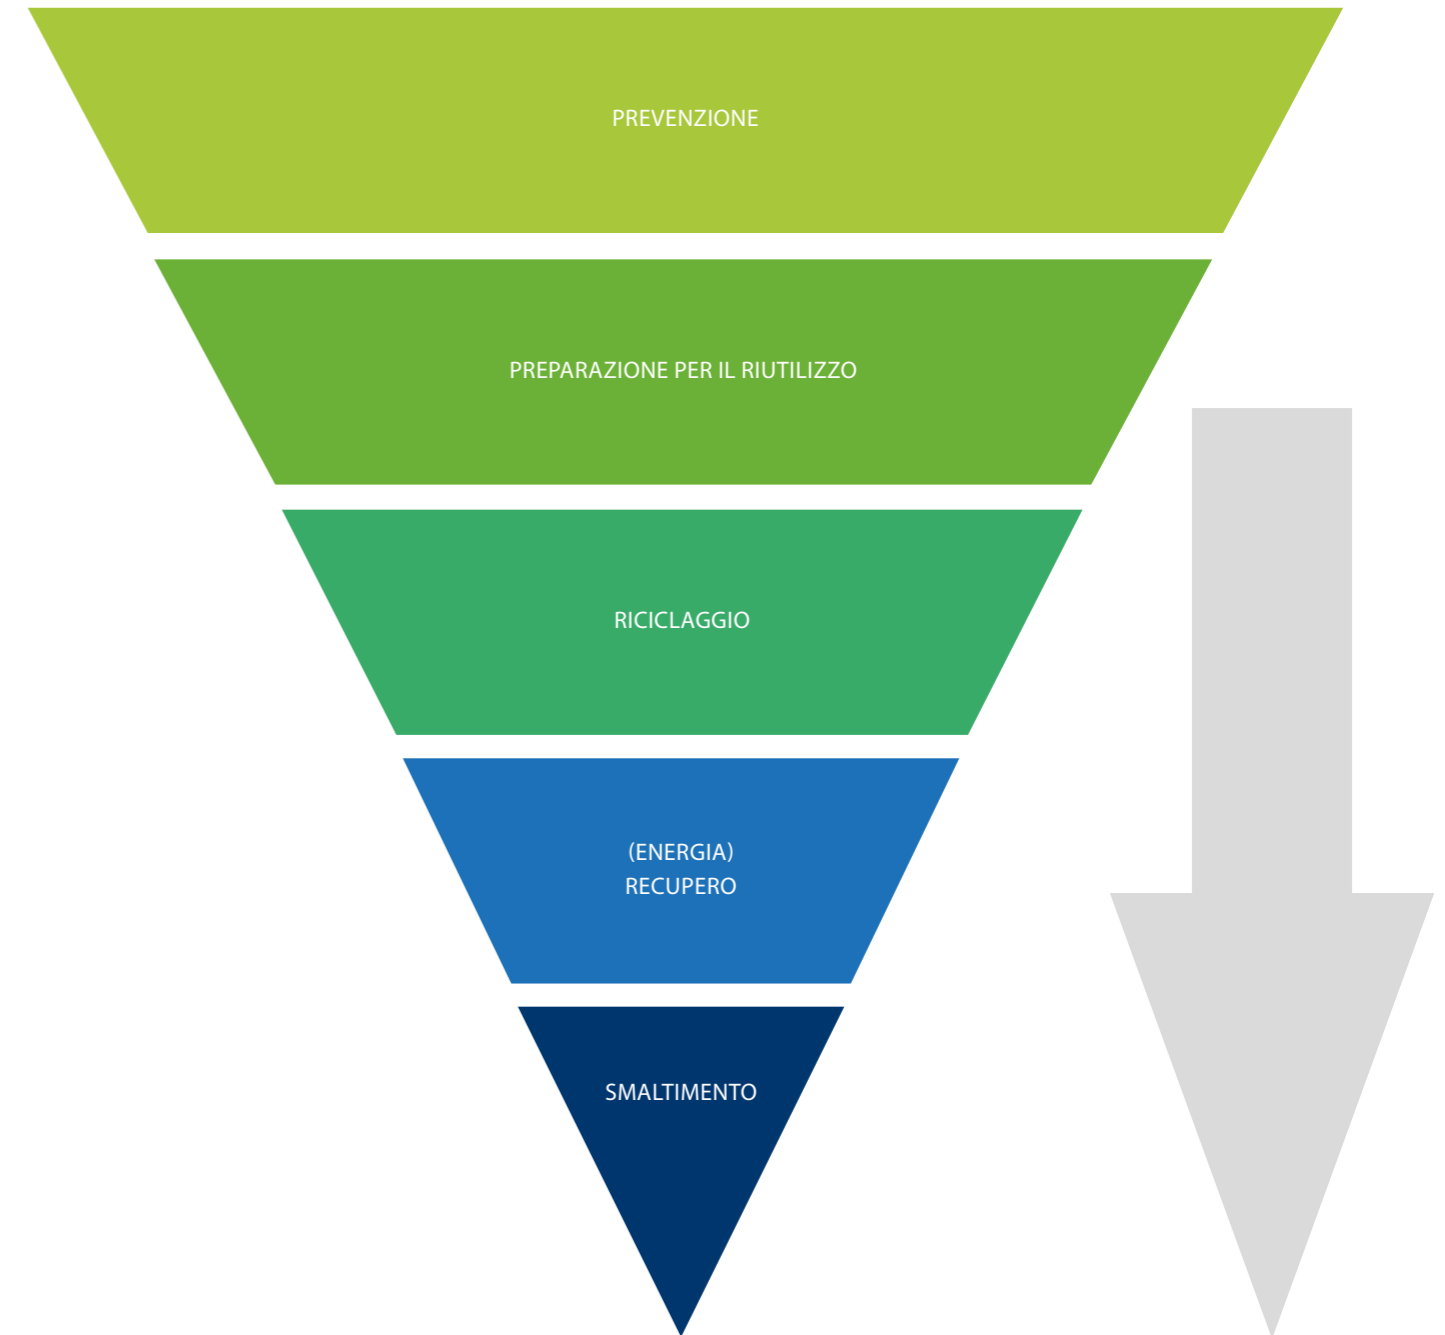 PREVENZIONE
PREPARAZIONE PER IL RIUTILIZZO
RICICLAGGIO
(ENERGIA)
RECUPERO
SMALTIMENTO